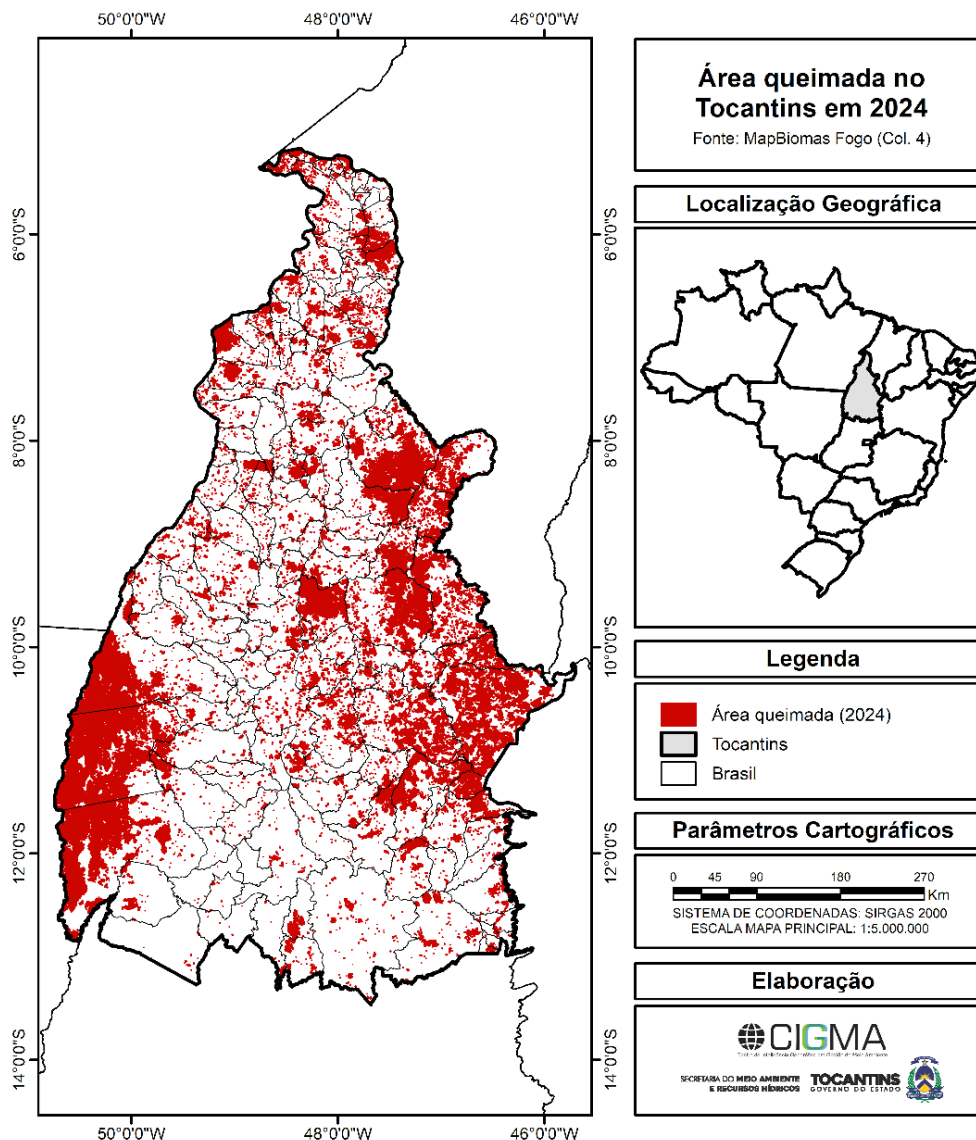 50°0'0"W 48°0'0"W 46°0'0"W
6°0'0"S 6°0'0"S
8°0'0"S 8°0'0"S
10°0'0"S 10°0'0"S
12°0'0"S 12°0'0"S
14°0'0"S 14°0'0"S
50°0'0"W 48°0'0"W 46°0'0"W
Área queimada no
Tocantins em 2024
Fonte: MapBiomas Fogo (Col. 4)
Localização Geográfica
Legenda
Área queimada (2024)
Tocantins
Brasil
Parâmetros Cartográficos
0 45 90 180 270
Km
SISTEMA DE COORDENADAS: SIRGAS 2000
ESCALA MAPA PRINCIPAL: 1:5.000.000
Elaboração
CIGMA
SECRETARIA DO MEIO AMBIENTE
E RECURSOS HÍDRICOS
TOCANTINS
GOVERNO DO ESTADO